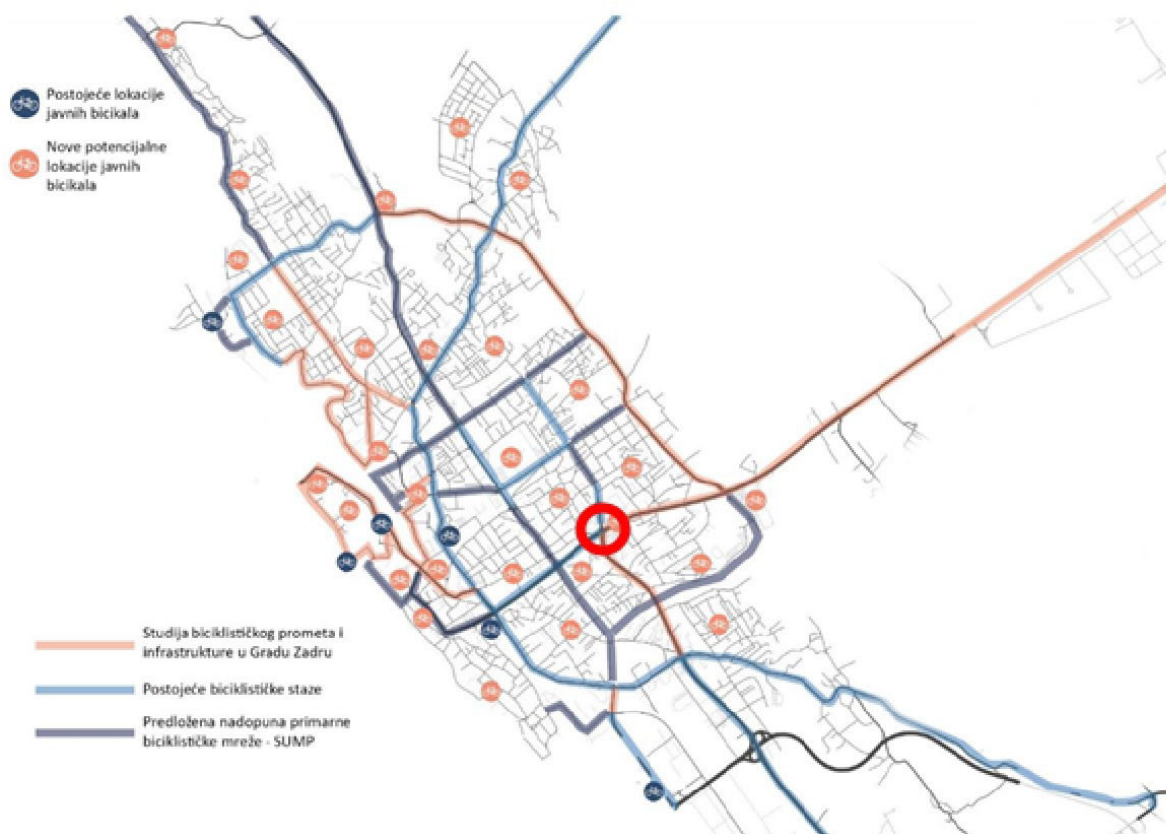 Postojeće lokacije
javnih bicikala
Nove potencijalne
lokacije javnih
bicikala
Studija biciklističkog prometa i
infrastrukture u Gradu Zadru
Postojeće biciklističke staze
Predložena nadopuna primarne
biciklističke mreže - SUMP